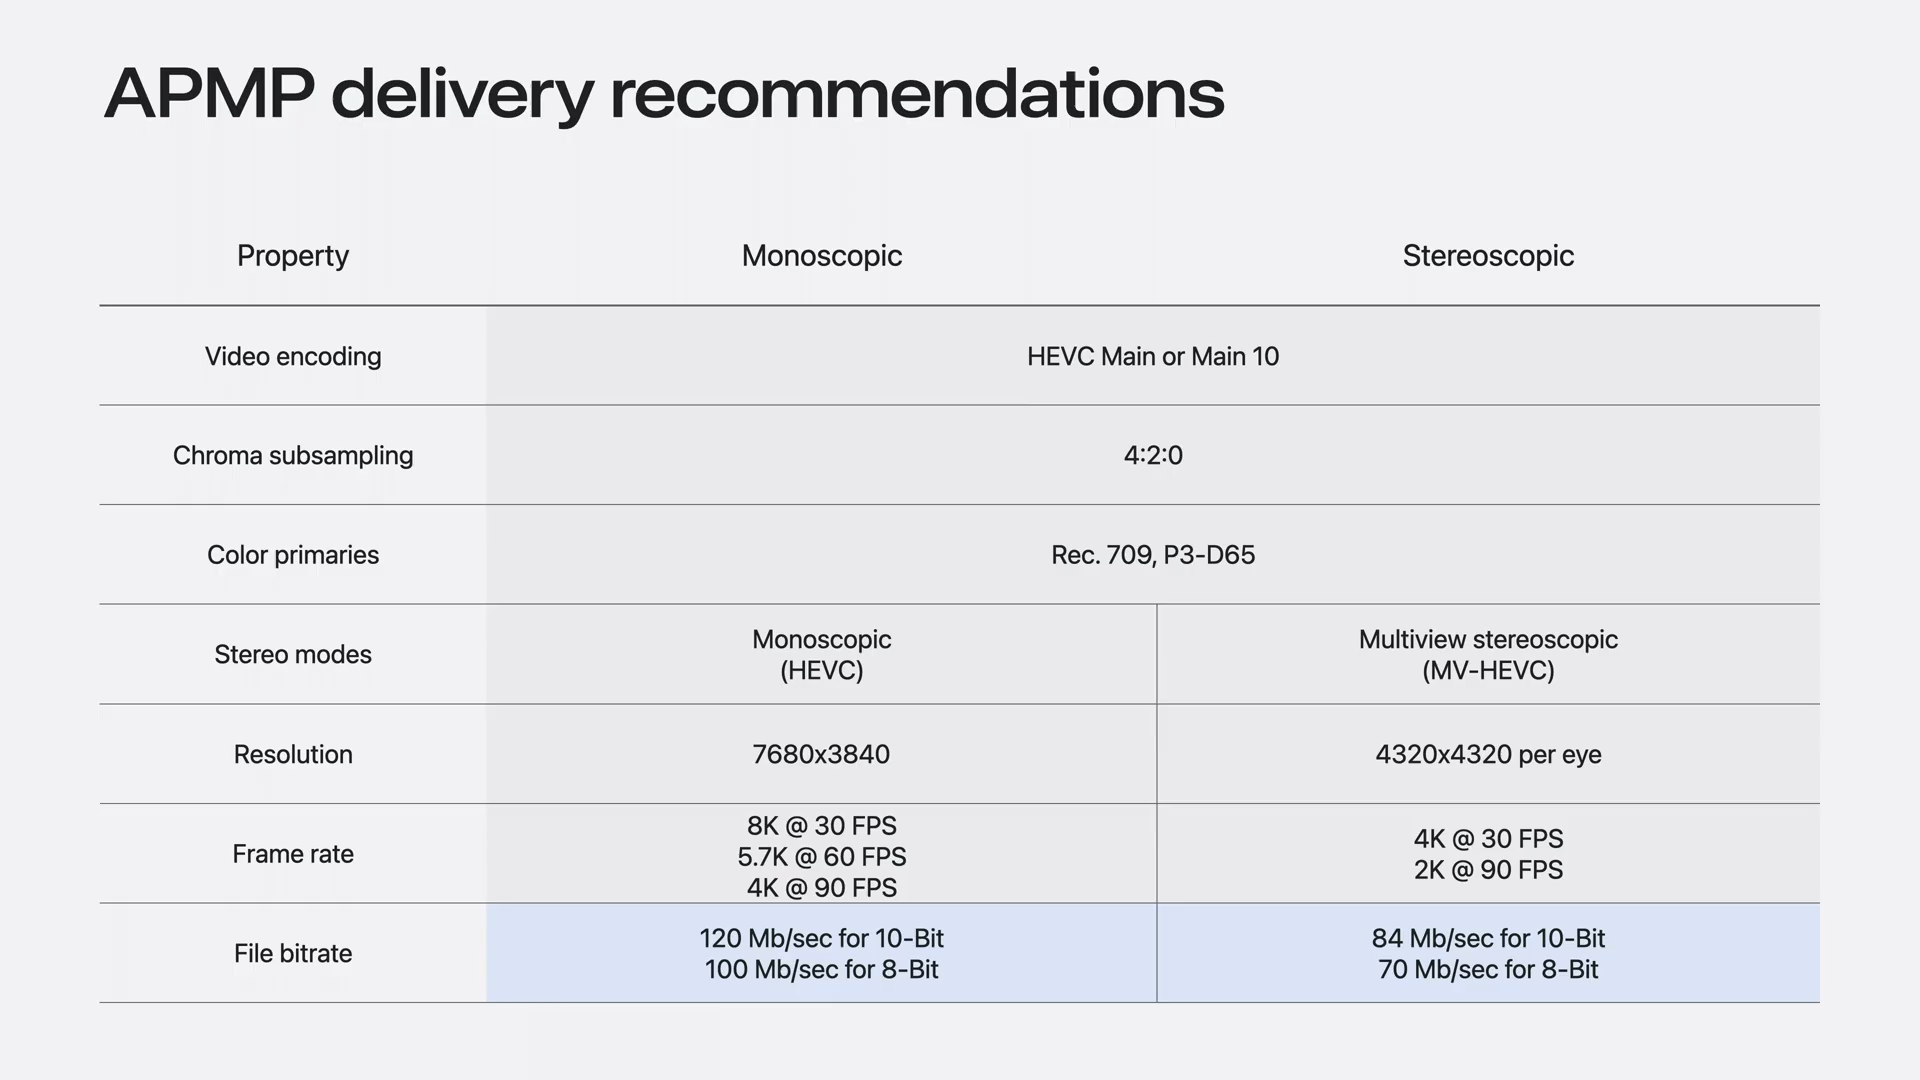 APMP delivery recommendations
Property
Monoscopic
Stereoscopic
Video encoding
HEVC Main or Main 10
Chroma subsampling
4:2:0
Color primaries
Rec. 709, P3-D65
Stereo modes
Monoscopic
(HEVC)
Multiview stereoscopic
(MV-HEVC)
Resolution
7680x3840
4320x4320 per eye
Frame rate
8K @ 30 FPS
5.7K @ 60 FPS
4K @ 90 FPS
4K @ 30 FPS
2K @ 90 FPS
File bitrate
120 Mb/sec for 10-Bit
100 Mb/sec for 8-Bit
84 Mb/sec for 10-Bit
70 Mb/sec for 8-Bit